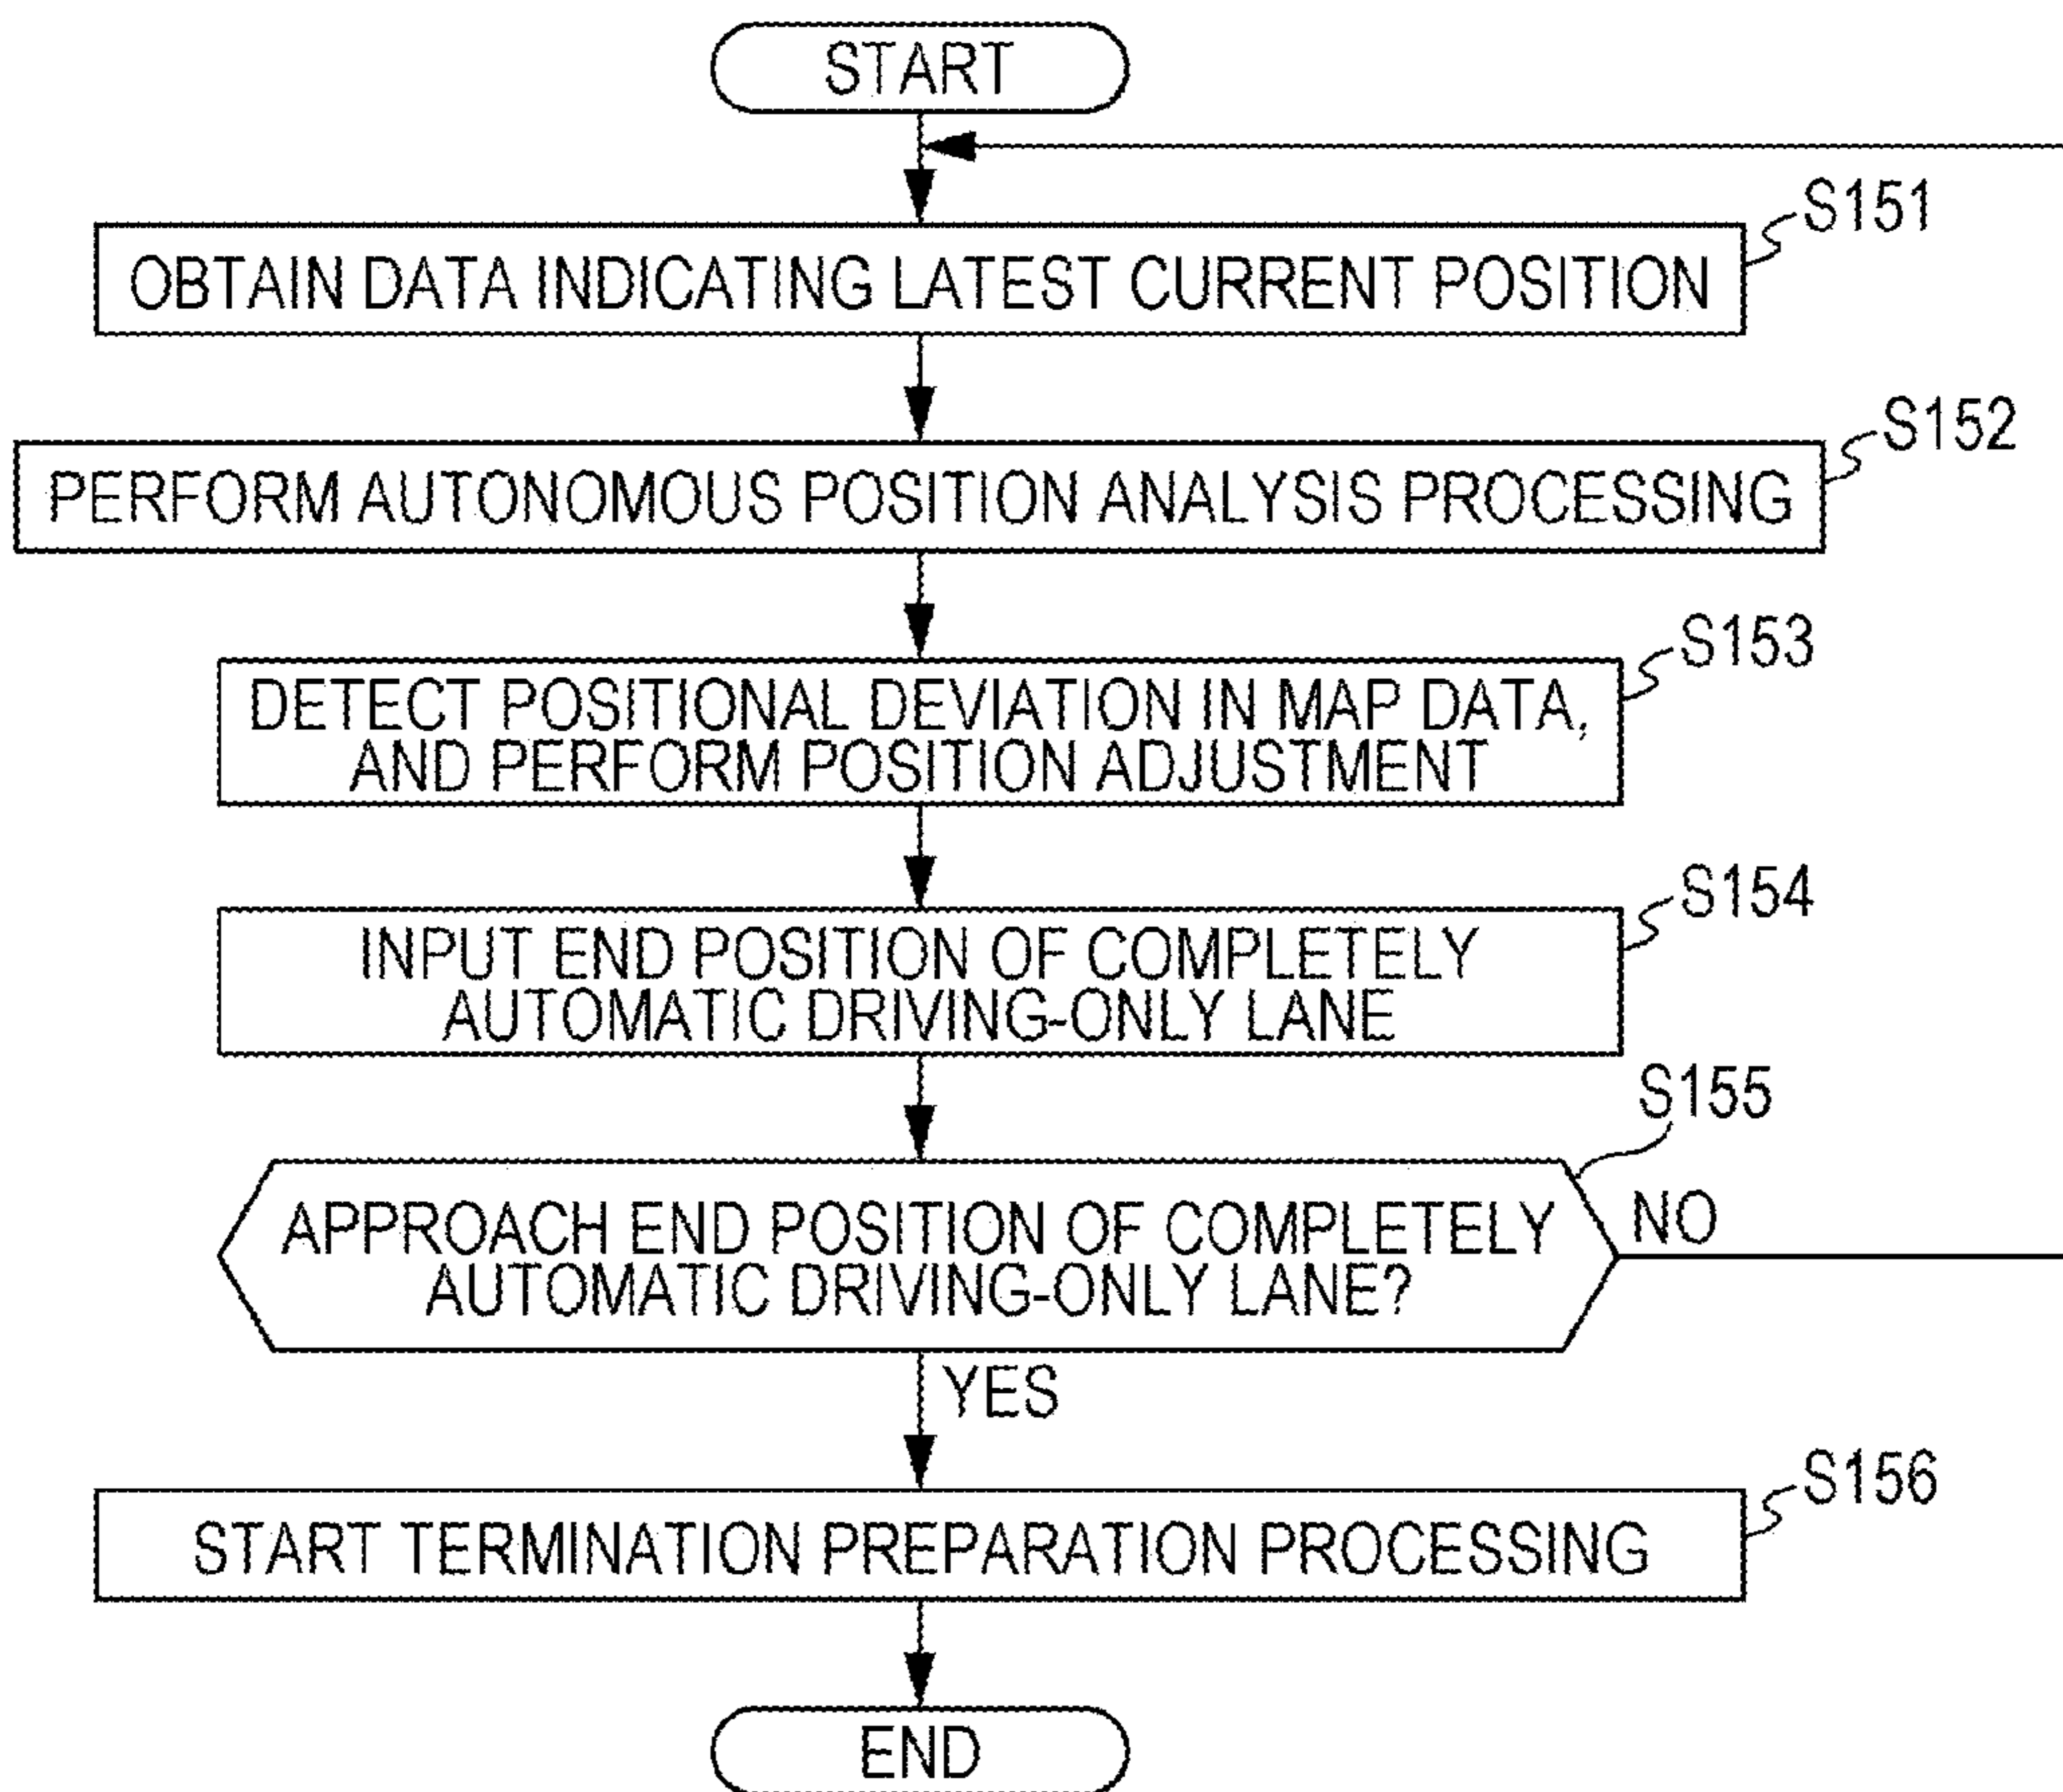 START
S151
OBTAIN DATA INDICATING LATEST CURRENT POSITION
S152
PERFORM AUTONOMOUS POSITION ANALYSIS PROCESSING
S153
DETECT POSITIONAL DEVIATION IN MAP DATA,
AND PERFORM POSITION ADJUSTMENT
S154
INPUT END POSITION OF COMPLETELY
AUTOMATIC DRIVING-ONLY LANE
S155
APPROACH END POSITION OF COMPLETELY
AUTOMATIC DRIVING-ONLY LANE?
NO
YES
S156
START TERMINATION PREPARATION PROCESSING
END